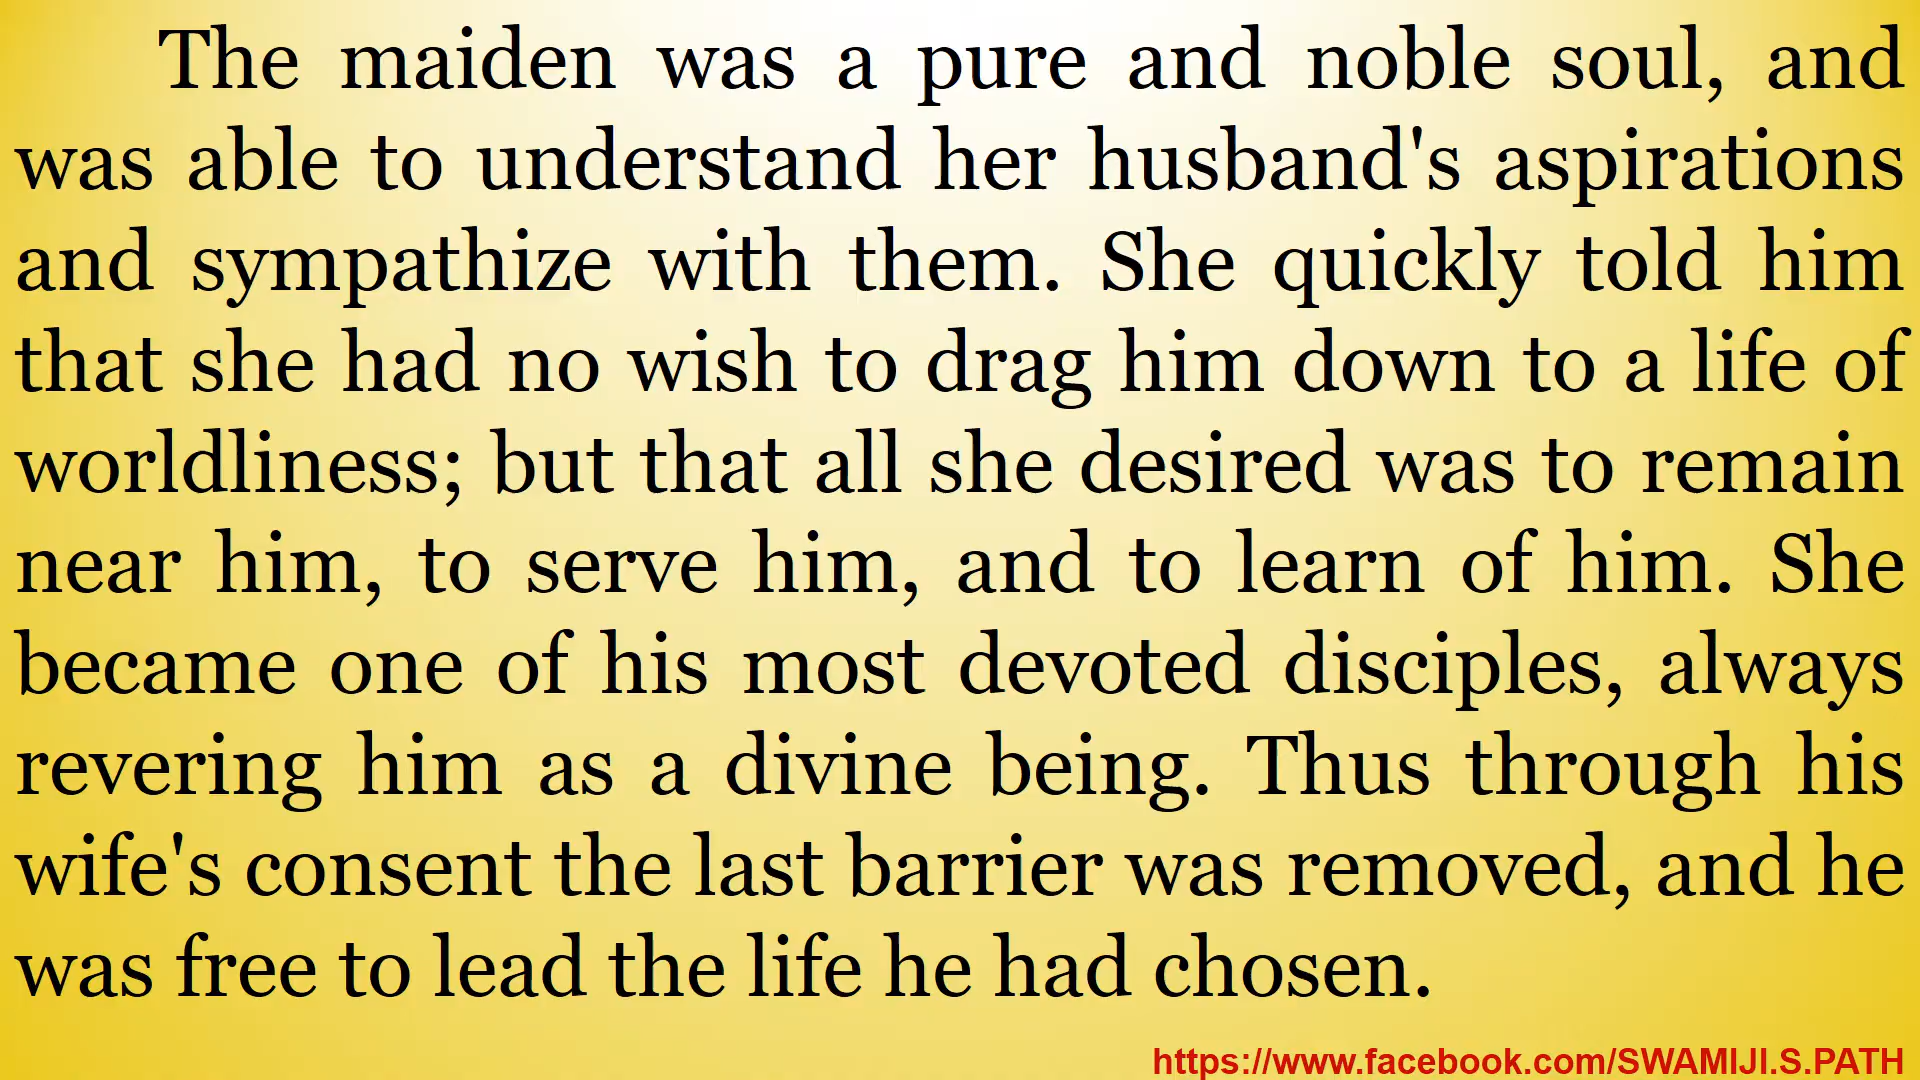 The maiden was a pure and noble soul, and
was able to understand her husband's aspirations
and sympathize with them. She quickly told him
that she had no wish to drag him down to a life of
worldliness; but that all she desired was to remain
near him, to serve him, and to learn of him. She
became one of his most devoted disciples, always
revering him as a divine being. Thus through his
wife's consent the last barrier was removed, and he
was free to lead the life he had chosen.
https://www.facebook.com/SWAMIJI.S.PATH